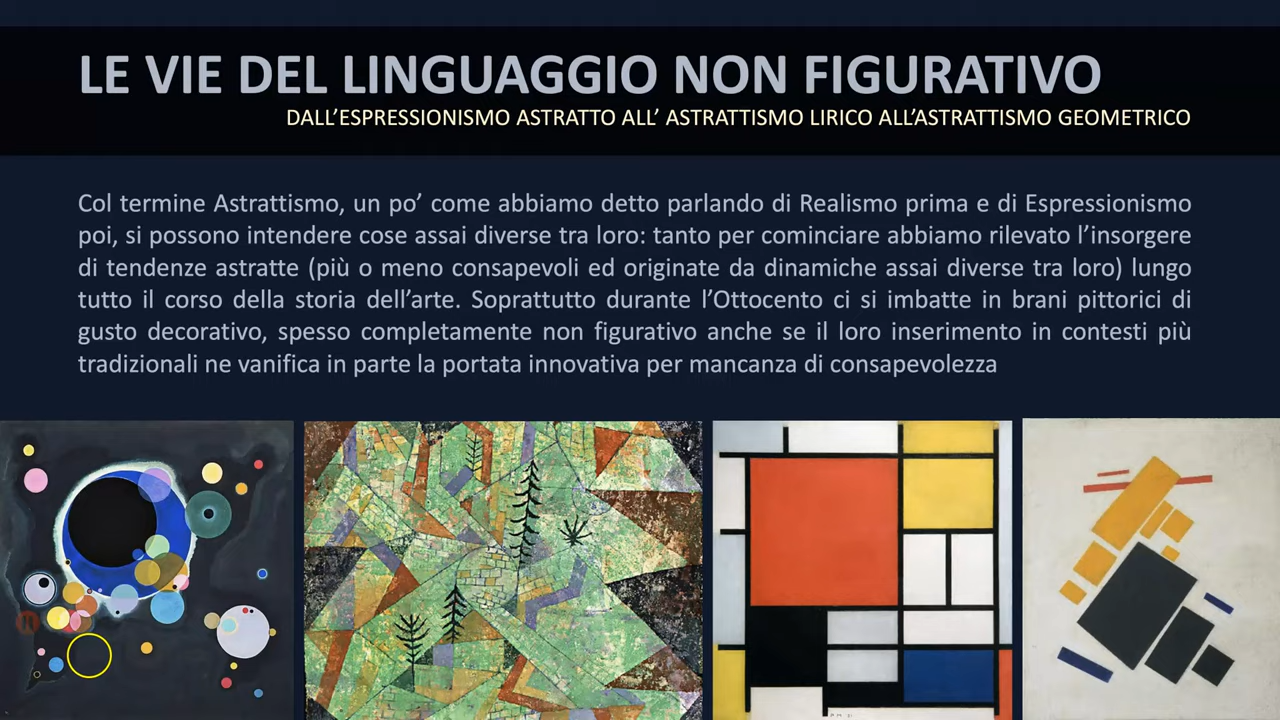 LE VIE DEL LINGUAGGIO NON FIGURATIVO
DALL’ESPRESSIONISMO ASTRATTO ALL’ ASTRATTISMO LIRICO ALL’ASTRATTISMO GEOMETRICO
Col termine Astrattismo, un po’ come abbiamo detto parlando di Realismo prima e di Espressionismo
poi, si possono intendere cose assai diverse tra loro: tanto per cominciare abbiamo rilevato l’insorgere
di tendenze astratte (più o meno consapevoli ed originate da dinamiche assai diverse tra loro) lungo
tutto il corso della storia dell’arte. Soprattutto durante l’Ottocento ci si imbatte in brani pittorici di
gusto decorativo, spesso completamente non figurativo anche se il loro inserimento in contesti più
tradizionali ne vanifica in parte la portata innovativa per mancanza di consapevolezza